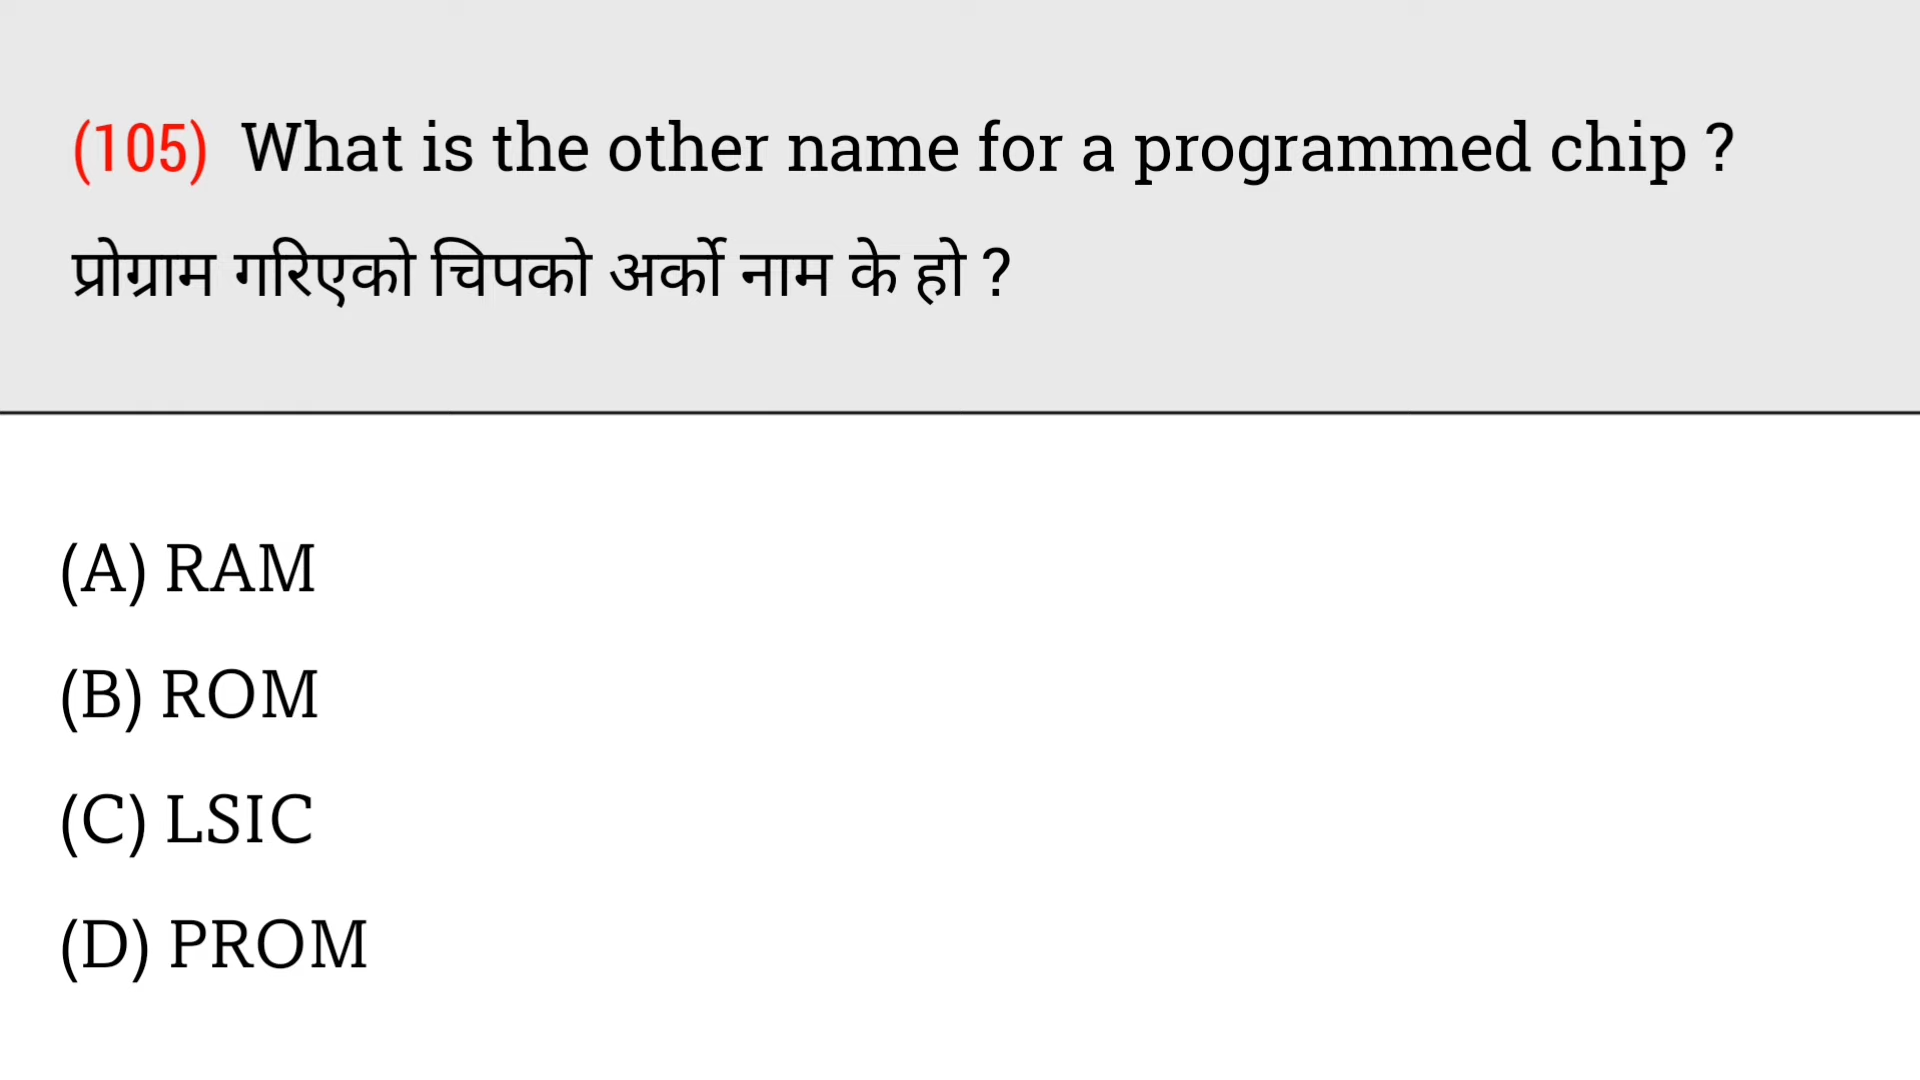 (105) What is the other name for a programmed chip ?
प्रोग्राम गरिएको चिपको अर्को नाम के हो ?
(A) RAM
(B) ROM
(C) LSIC
(D) PROM